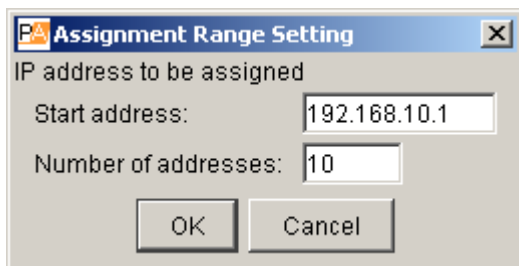 PA Assignment Range Setting
IP address to be assigned
Start address: 192.168.10.1
Number of addresses: 10
OK Cancel